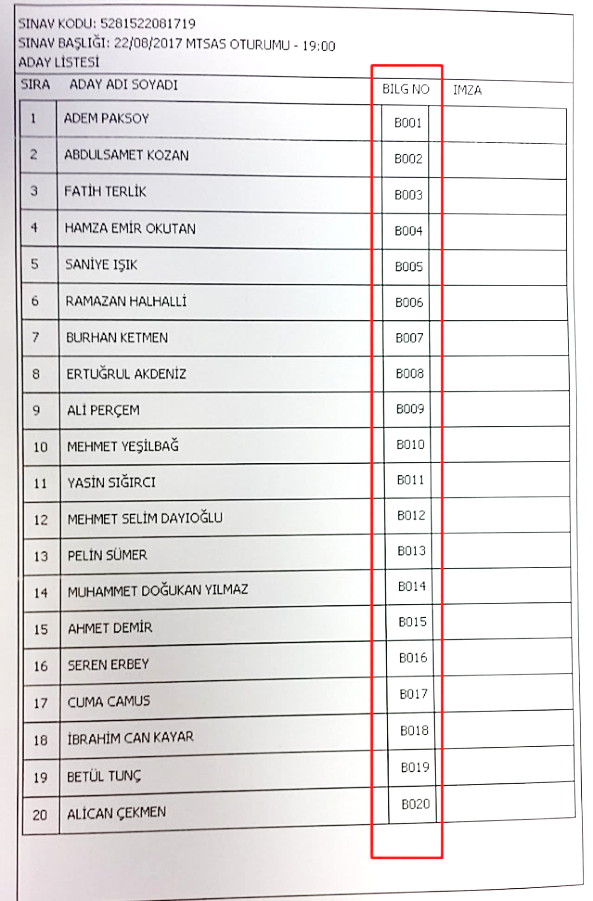 SINAV KODU: 5281522081719
SINAV BAŞLIĞI: 22/08/2017 MTSAS OTURUMU - 19:00
ADAY LİSTESİ
SIRA ADAY ADI SOYADI BILG NO IMZA
1 ADEM PAKSOY B001
2 ABDULSAMET KOZAN B002
3 FATİH TERLİK B003
4 HAMZA EMİR OKUTAN B004
5 SANİYE IŞIK B005
6 RAMAZAN HALHALLİ B006
7 BURHAN KETMEN B007
8 ERTUĞRUL AKDENİZ B008
9 ALİ PERÇEM B009
10 MEHMET YEŞİLBAĞ B010
11 YASİN SIĞIRCI B011
12 MEHMET SELİM DAYIOĞLU B012
13 PELİN SÜMER B013
14 MUHAMMET DOĞUKAN YILMAZ B014
15 AHMET DEMİR B015
16 SEREN ERBEY B016
17 CUMA CAMUS B017
18 İBRAHİM CAN KAYAR B018
19 BETÜL TUNÇ B019
20 ALİCAN ÇEKMEN B020